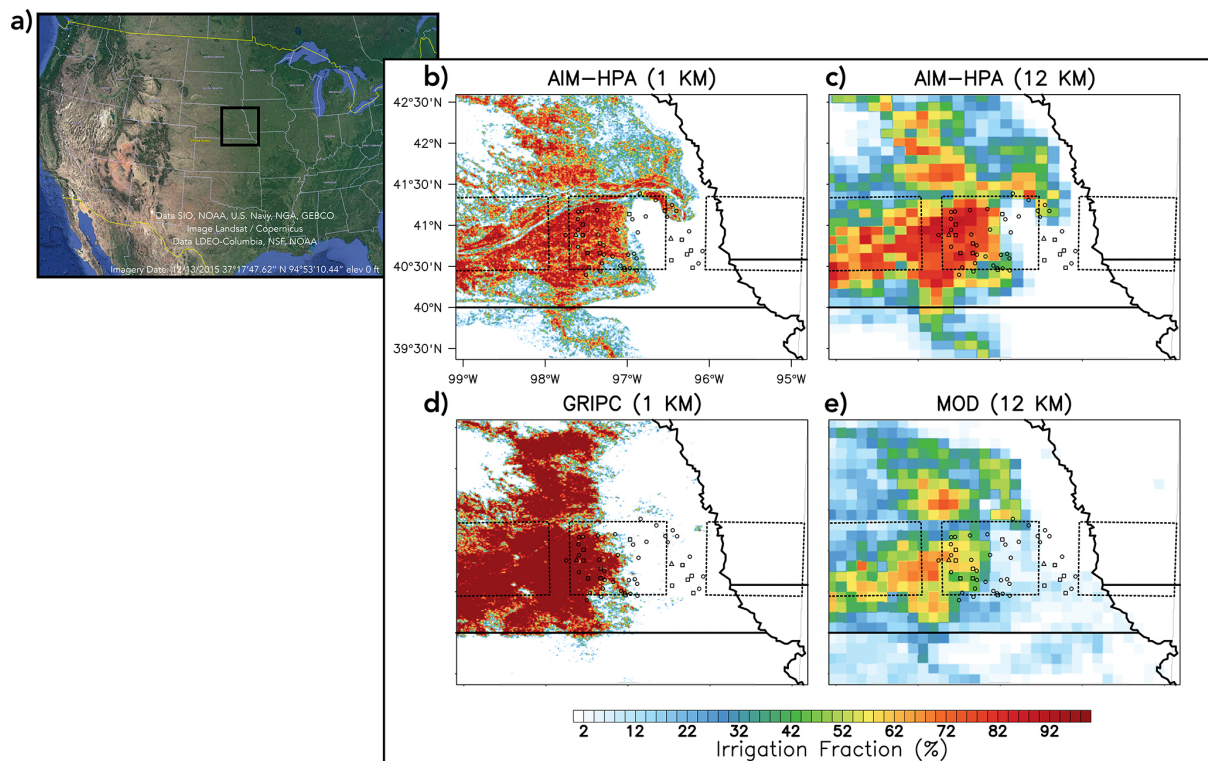 a)
Data SIO, NOAA, U.S. Navy, NGA, GEBCO
Image Landsat / Copernicus
Data LDEO-Columbia, NSF, NOAA
Imagery Date: 12/13/2015 37°17'47.62" N 94°53'10.44" elev 0 ft
b) AIM-HPA (1 KM)
c) AIM-HPA (12 KM)
42°30'N
42°N
41°30'N
41°N
40°30'N
40°N
39°30'N
99°W 98°W 97°W 96°W 95°W
d) GRIPC (1 KM)
e) MOD (12 KM)
2 12 22 32 42 52 62 72 82 92
Irrigation Fraction (%)